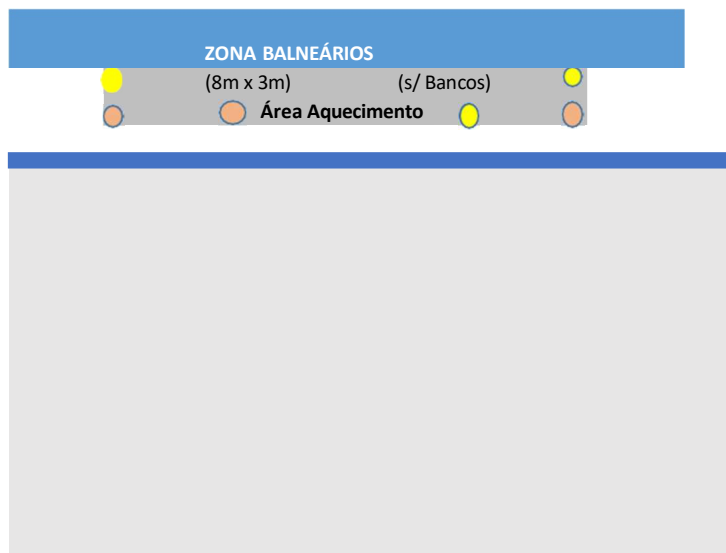 ZONA BALNEÁRIOS
(8m x 3m) (s/ Bancos)
Área Aquecimento